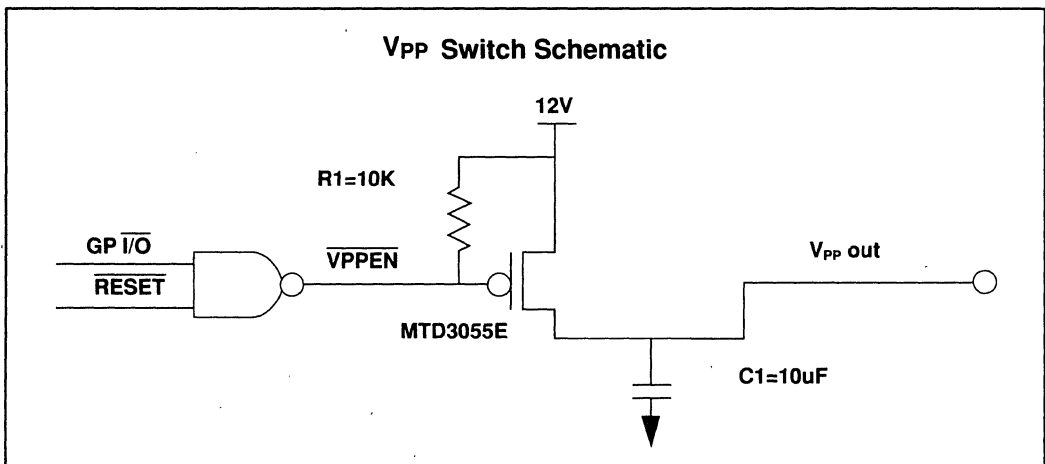 VPP Switch Schematic
12V
R1=10K
GP I/O
RESET
VPPEN
VPP out
MTD3055E
C1=10uF